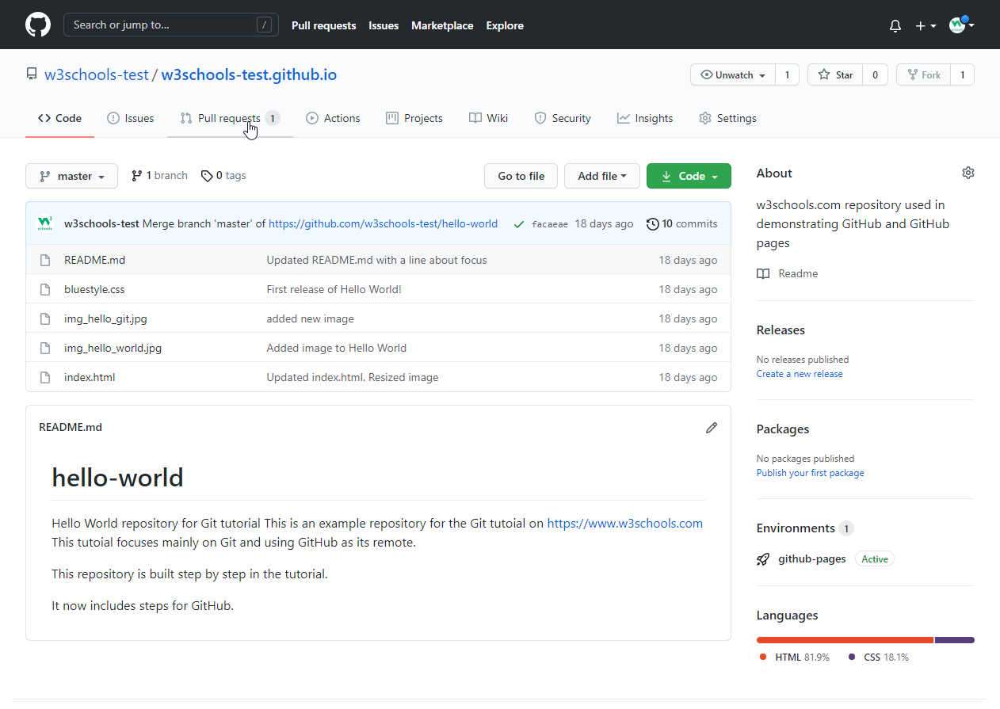 Search or jump to... / Pull requests Issues Marketplace Explore
w3schools-test / w3schools-test.github.io Unwatch 1 Star 0 Fork 1
Code Issues Pull requests 1 Actions Projects Wiki Security Insights Settings
master 1 branch 0 tags Go to file Add file Code
w3schools-test Merge branch 'master' of https://github.com/w3schools-test/hello-world facaeae 18 days ago 10 commits
README.md Updated README.md with a line about focus 18 days ago
bluestyle.css First release of Hello World! 18 days ago
img_hello_git.jpg added new image 18 days ago
img_hello_world.jpg Added image to Hello World 18 days ago
index.html Updated index.html. Resized image 18 days ago
README.md
hello-world
Hello World repository for Git tutorial This is an example repository for the Git tutoial on https://www.w3schools.com
This tutoial focuses mainly on Git and using GitHub as its remote.
This repository is built step by step in the tutorial.
It now includes steps for GitHub.
About
w3schools.com repository used in
demonstrating GitHub and GitHub
pages
Readme
Releases
No releases published
Create a new release
Packages
No packages published
Publish your first package
Environments 1
github-pages Active
Languages
HTML 81.9% CSS 18.1%